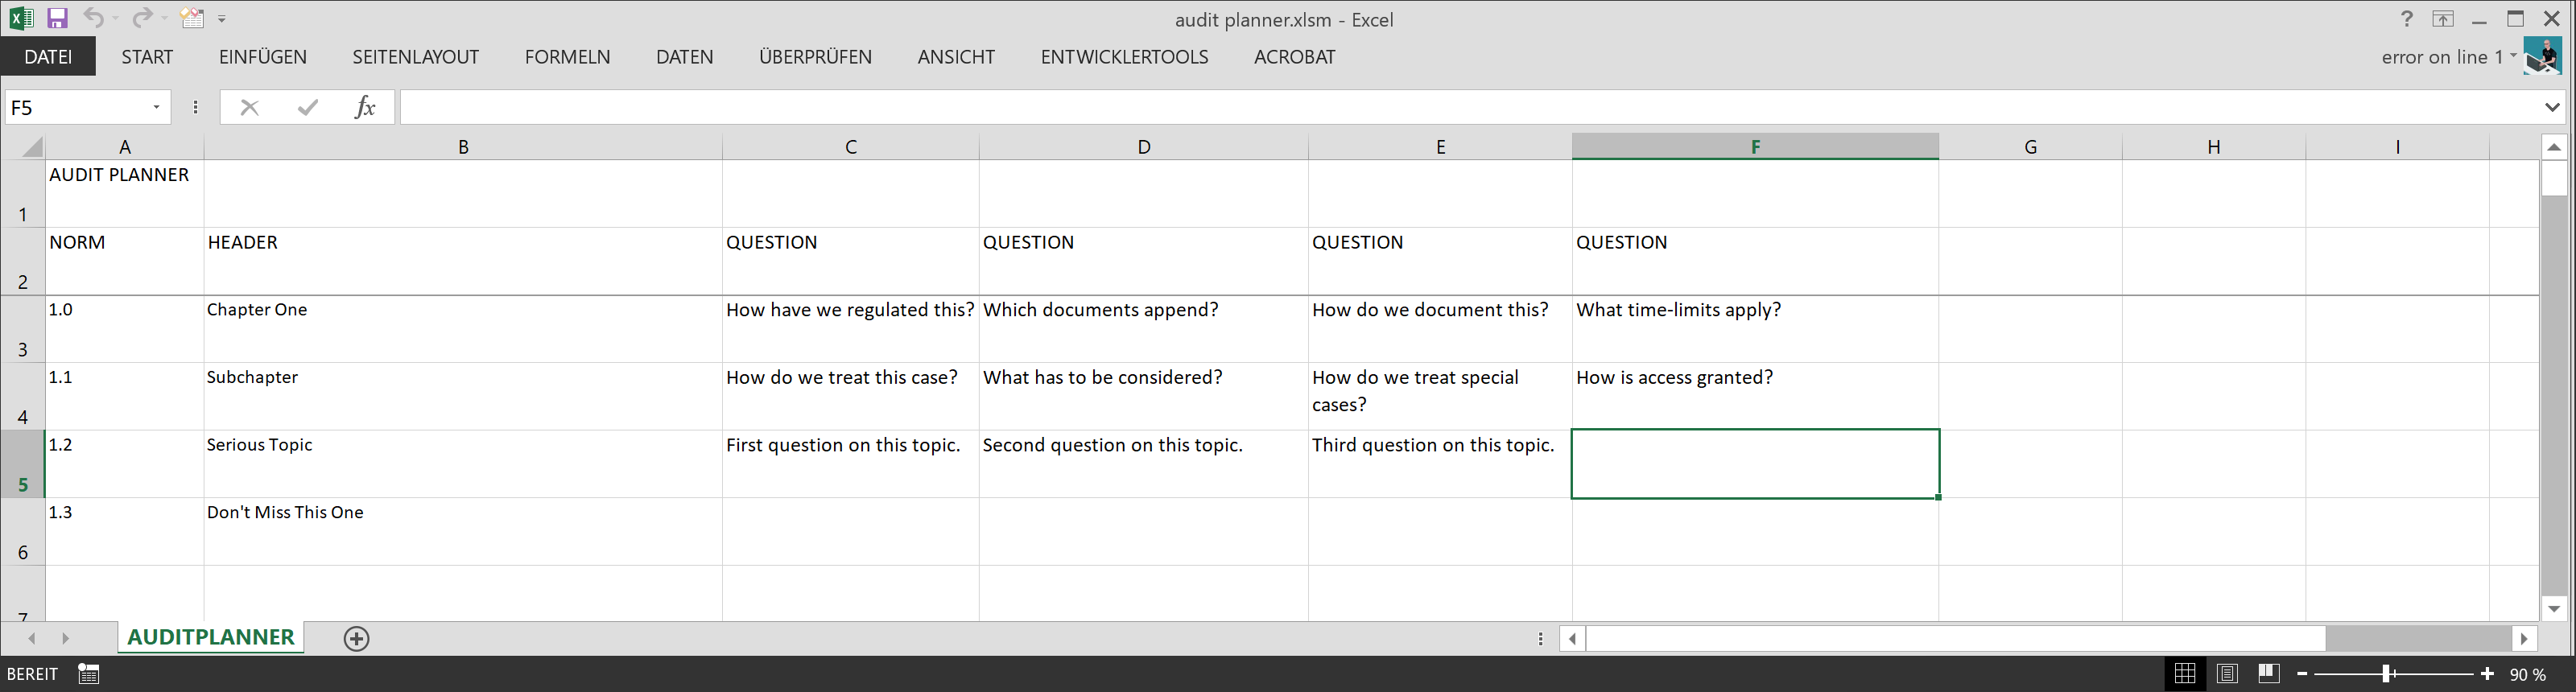 audit planner.xlsm - Excel
?
DATEI START EINFÜGEN SEITENLAYOUT FORMELN DATEN ÜBERPRÜFEN ANSICHT ENTWICKLERTOOLS ACROBAT error on line 1
F5 fx
A B C D E F G H I
1 AUDIT PLANNER
2 NORM HEADER QUESTION QUESTION QUESTION QUESTION
3 1.0 Chapter One How have we regulated this? Which documents append? How do we document this? What time-limits apply?
4 1.1 Subchapter How do we treat this case? What has to be considered? How do we treat special cases? How is access granted?
5 1.2 Serious Topic First question on this topic. Second question on this topic. Third question on this topic.
6 1.3 Don't Miss This One
7
AUDITPLANNER
BEREIT 90 %